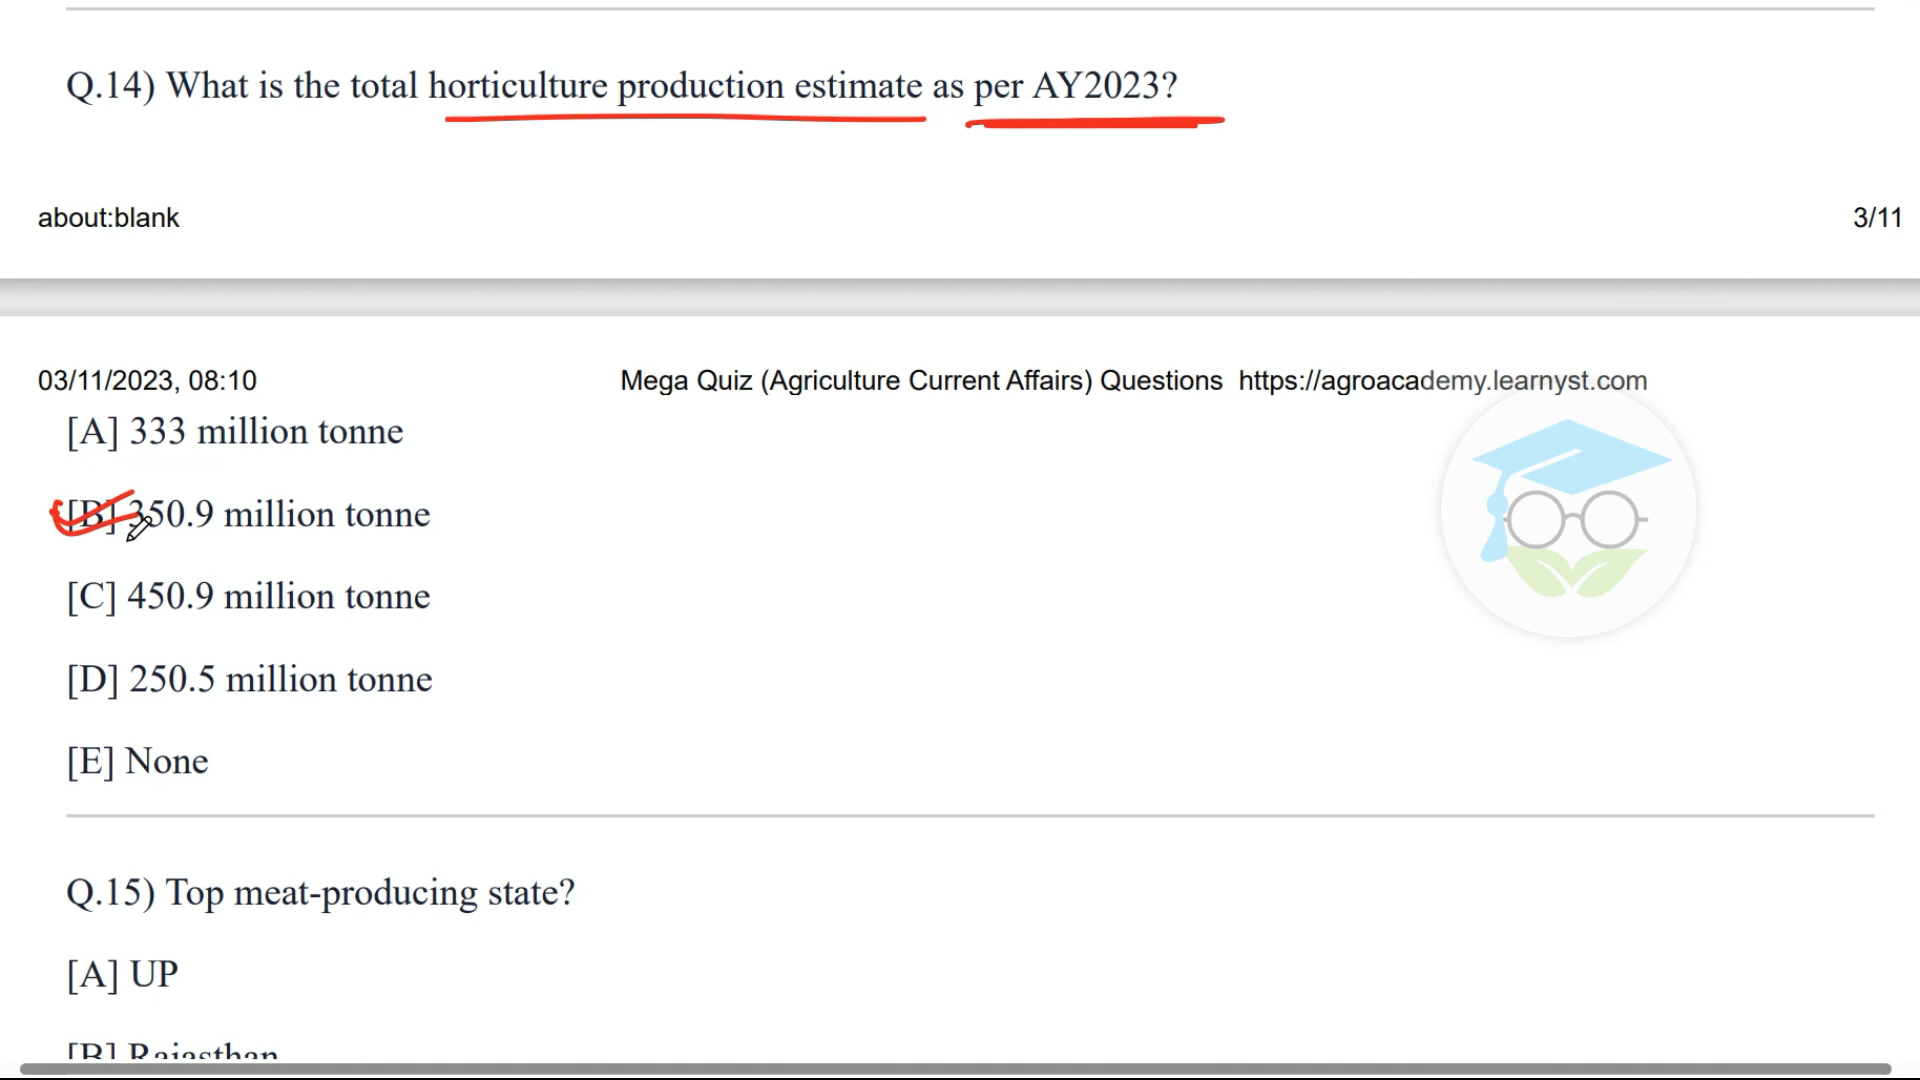 Q.14) What is the total horticulture production estimate as per AY2023?
about:blank 3/11
03/11/2023, 08:10 Mega Quiz (Agriculture Current Affairs) Questions https://agroacademy.learnyst.com
[A] 333 million tonne
[B] 350.9 million tonne
[C] 450.9 million tonne
[D] 250.5 million tonne
[E] None
Q.15) Top meat-producing state?
[A] UP
[B] Rajasthan